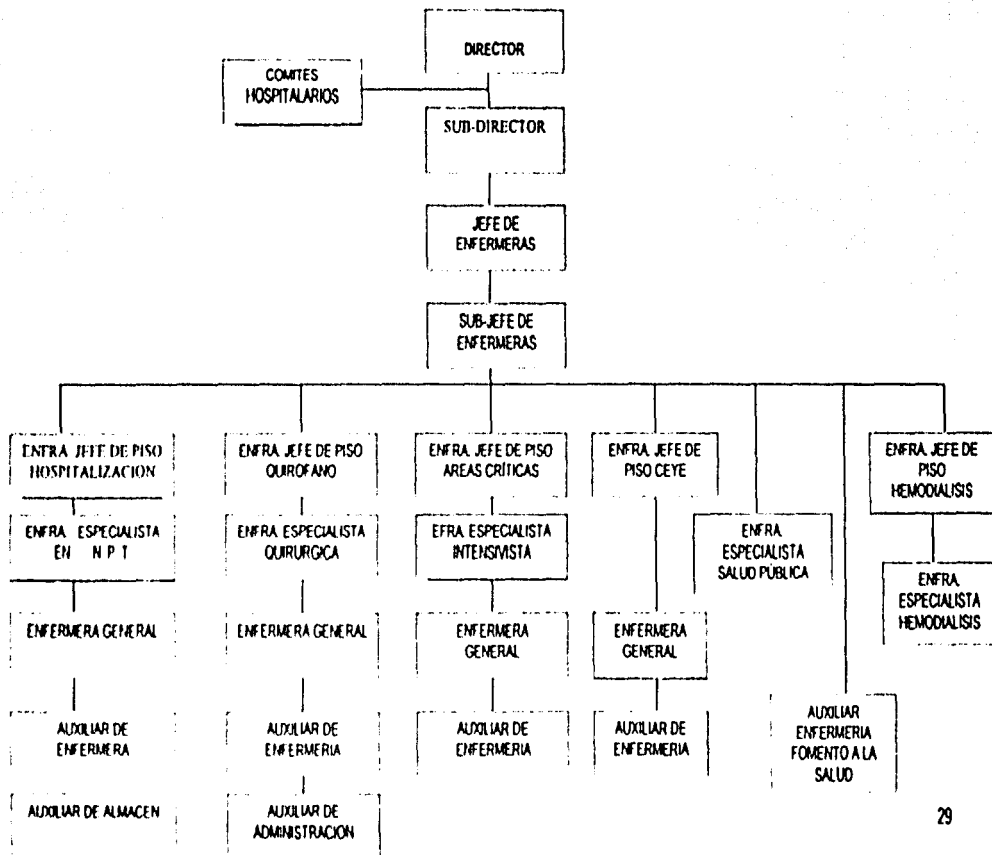 DIRECTOR
COMITES
HOSPITALARIOS
SUB-DIRECTOR
JEFE DE
ENFERMERAS
SUB-JEFE DE
ENFERMERAS
ENFRA. JEFE DE PISO
HOSPITALIZACION
ENFRA. JEFE DE PISO
QUIROFANO
ENFRA. JEFE DE PISO
AREAS CRÍTICAS
ENFRA. JEFE DE
PISO CEYE
ENFRA. JEFE DE
PISO
HEMODIALISIS
ENFRA. ESPECIALISTA
EN N P T
ENFRA. ESPECIALISTA
QUIRURGICA
EFRA. ESPECIALISTA
INTENSIVISTA
ENFRA.
ESPECIALISTA
SALUD PÚBLICA
ENFRA.
ESPECIALISTA
HEMODIALISIS
ENFERMERA GENERAL
ENFERMERA GENERAL
ENFERMERA
GENERAL
ENFERMERA
GENERAL
AUXILIAR DE
ENFERMERA
AUXILIAR DE
ENFERMERIA
AUXILIAR DE
ENFERMERIA
AUXILIAR DE
ENFERMERIA
AUXILIAR
ENFERMERIA
FOMENTO A LA
SALUD
AUXILIAR DE ALMACEN
AUXILIAR DE
ADMINISTRACION
29